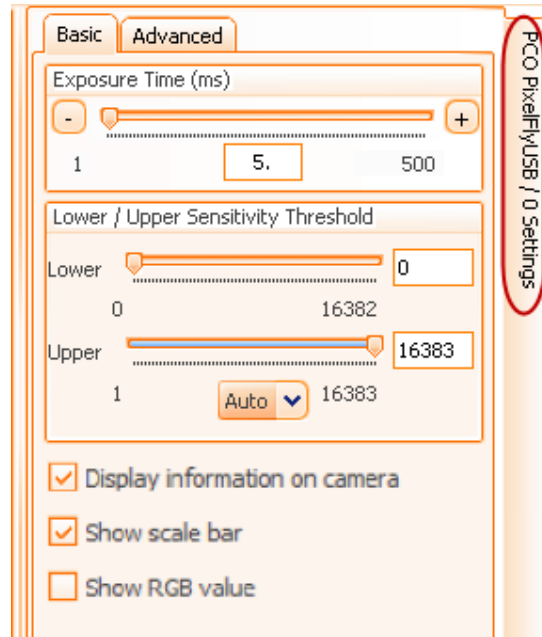 Basic Advanced
Exposure Time (ms)
- +
1 5. 500
Lower / Upper Sensitivity Threshold
Lower 0
0 16382
Upper 16383
1 Auto 16383
Display information on camera
Show scale bar
Show RGB value
PCO PixelFlyUSB / 0 Settings